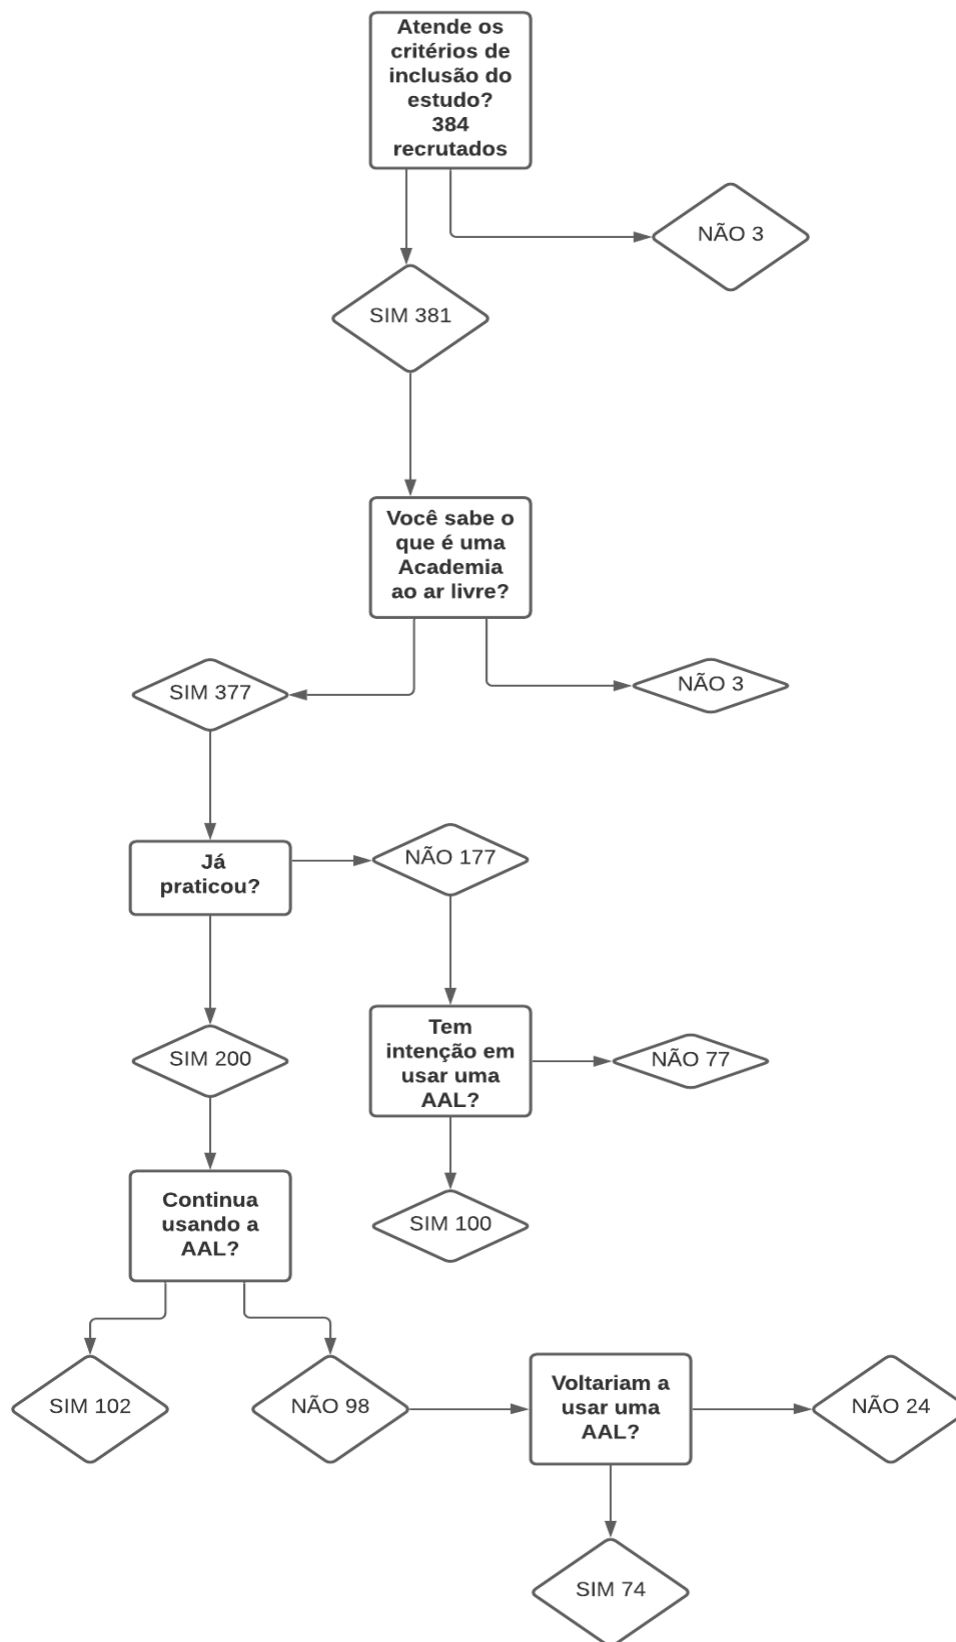 Atende os
critérios de
inclusão do
estudo?
384
recrutados
NÃO 3
SIM 381
Você sabe o
que é uma
Academia
ao ar livre?
SIM 377
NÃO 3
Já
praticou?
NÃO 177
Tem
intenção em
usar uma
AAL?
NÃO 77
SIM 200
SIM 100
Continua
usando a
AAL?
SIM 102
NÃO 98
Voltariam a
usar uma
AAL?
NÃO 24
SIM 74